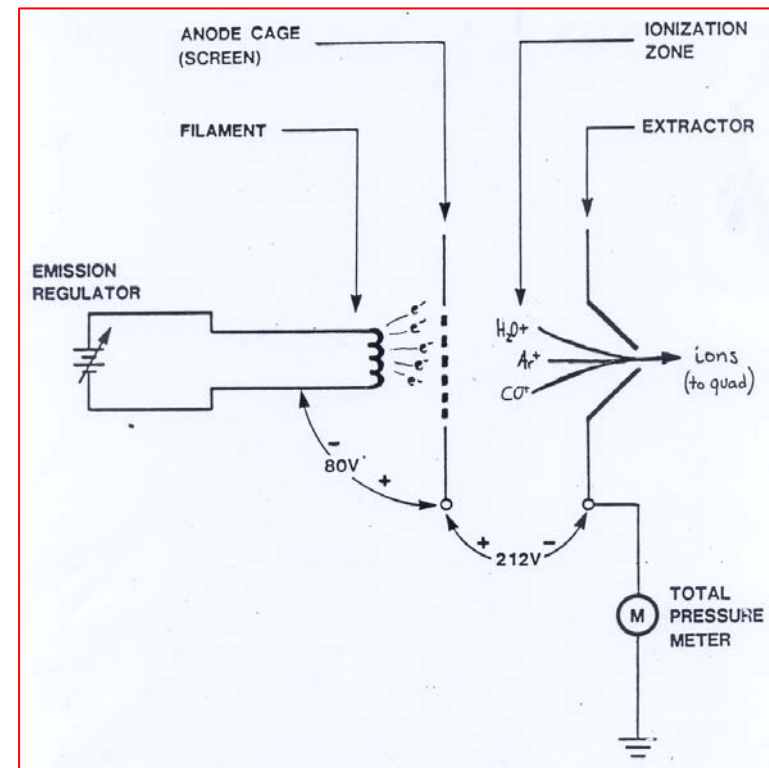 ANODE CAGE
(SCREEN)
IONIZATION
ZONE
FILAMENT
EXTRACTOR
EMISSION
REGULATOR
e-
e-
e-
e-
e-
H2O+
Ar+
CO+
ions
(to quad)
-
80V
+
+
212V
-
M
TOTAL
PRESSURE
METER